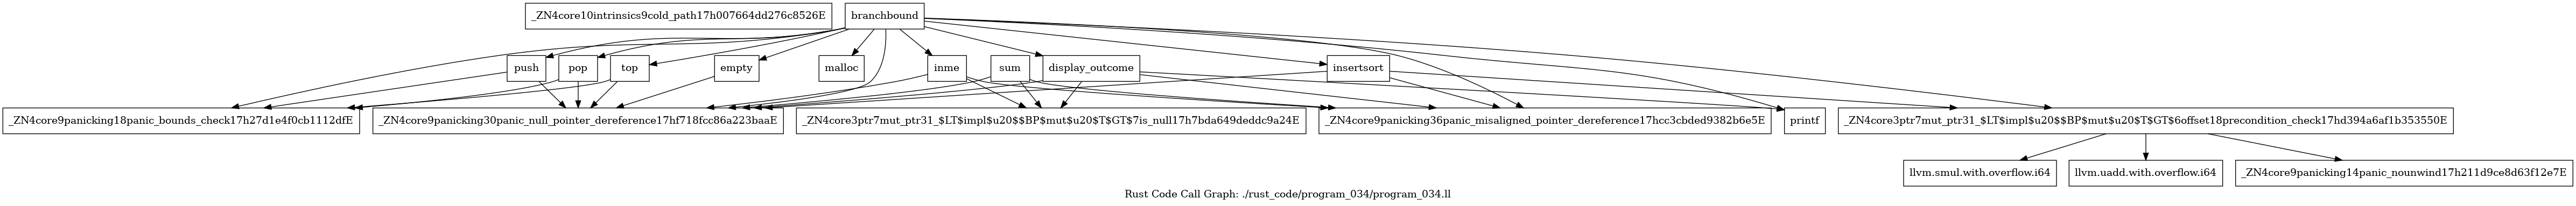 _ZN4core10intrinsics9cold_path17h007664dd276c8526E
branchbound
push
pop
top
empty
malloc
inme
sum
display_outcome
insertsort
_ZN4core9panicking18panic_bounds_check17h27d1e4f0cb1112dfE
_ZN4core9panicking30panic_null_pointer_dereference17hf718fcc86a223baaE
_ZN4core3ptr7mut_ptr31_$LT$impl$u20$$BP$mut$u20$T$GT$7is_null17h7bda649deddc9a24E
_ZN4core9panicking36panic_misaligned_pointer_dereference17hcc3cbded9382b6e5E
printf
_ZN4core3ptr7mut_ptr31_$LT$impl$u20$$BP$mut$u20$T$GT$6offset18precondition_check17hd394a6af1b353550E
llvm.smul.with.overflow.i64
llvm.uadd.with.overflow.i64
_ZN4core9panicking14panic_nounwind17h211d9ce8d63f12e7E
Rust Code Call Graph: ./rust_code/program_034/program_034.ll